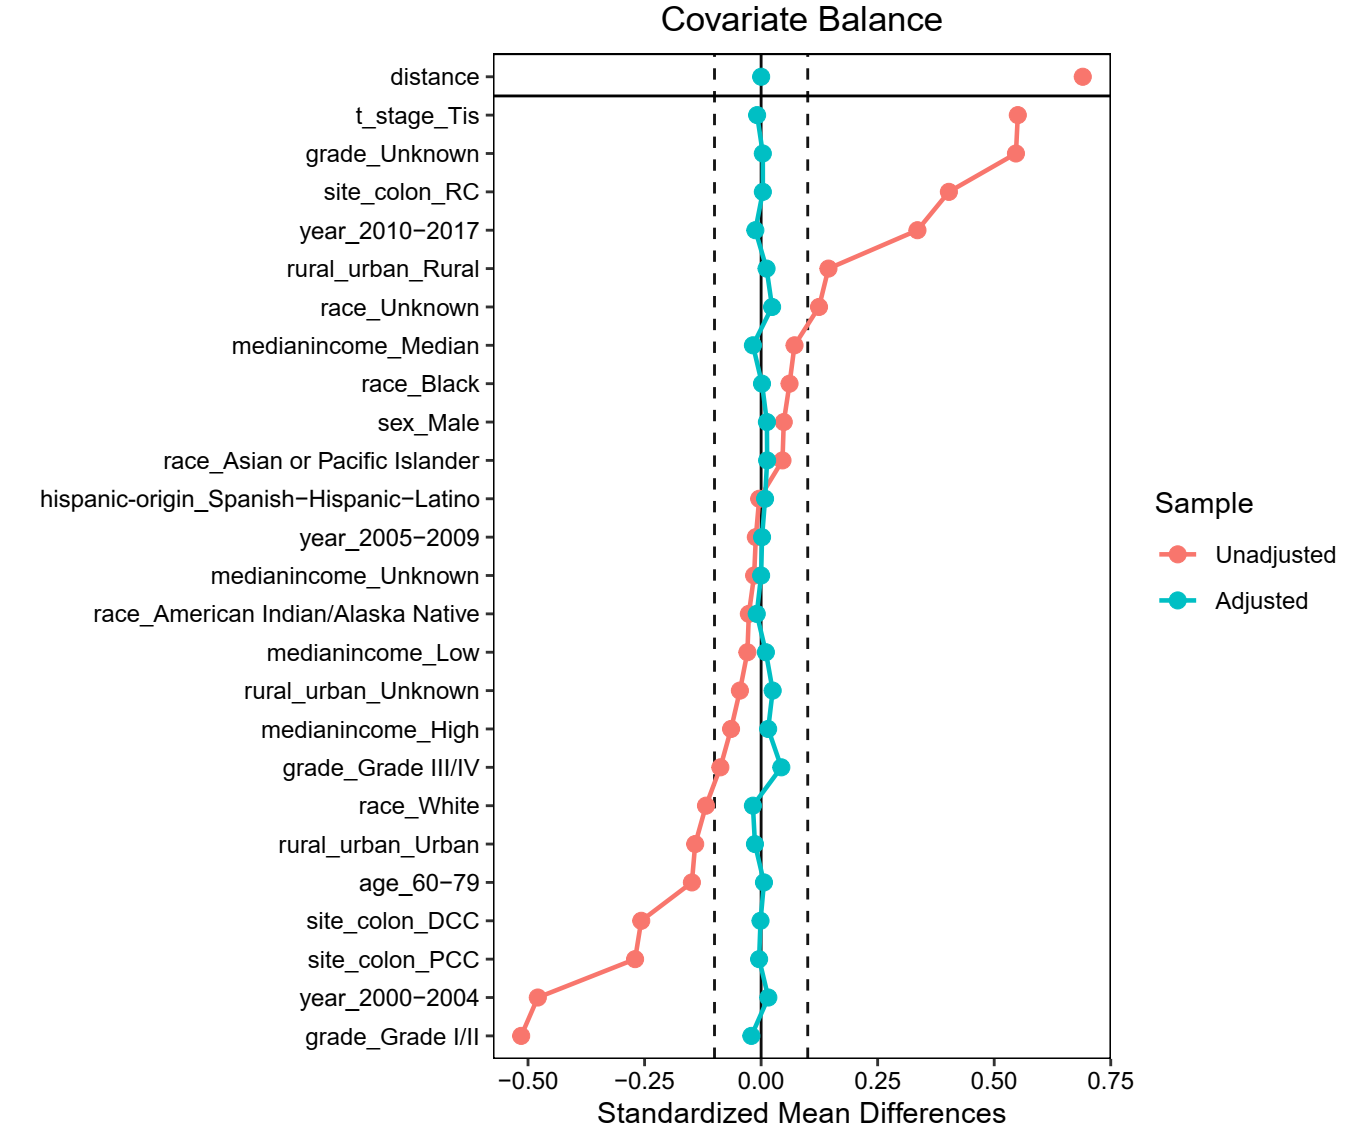 Covariate Balance
distance
t_stage_Tis
grade_Unknown
site_colon_RC
year_2010−2017
rural_urban_Rural
race_Unknown
medianincome_Median
race_Black
sex_Male
race_Asian or Pacific Islander
hispanic-origin_Spanish−Hispanic−Latino
year_2005−2009
medianincome_Unknown
race_American Indian/Alaska Native
medianincome_Low
rural_urban_Unknown
medianincome_High
grade_Grade III/IV
race_White
rural_urban_Urban
age_60−79
site_colon_DCC
site_colon_PCC
year_2000−2004
grade_Grade I/II
−0.50 −0.25 0.00 0.25 0.50 0.75
Standardized Mean Differences
Sample
Unadjusted
Adjusted